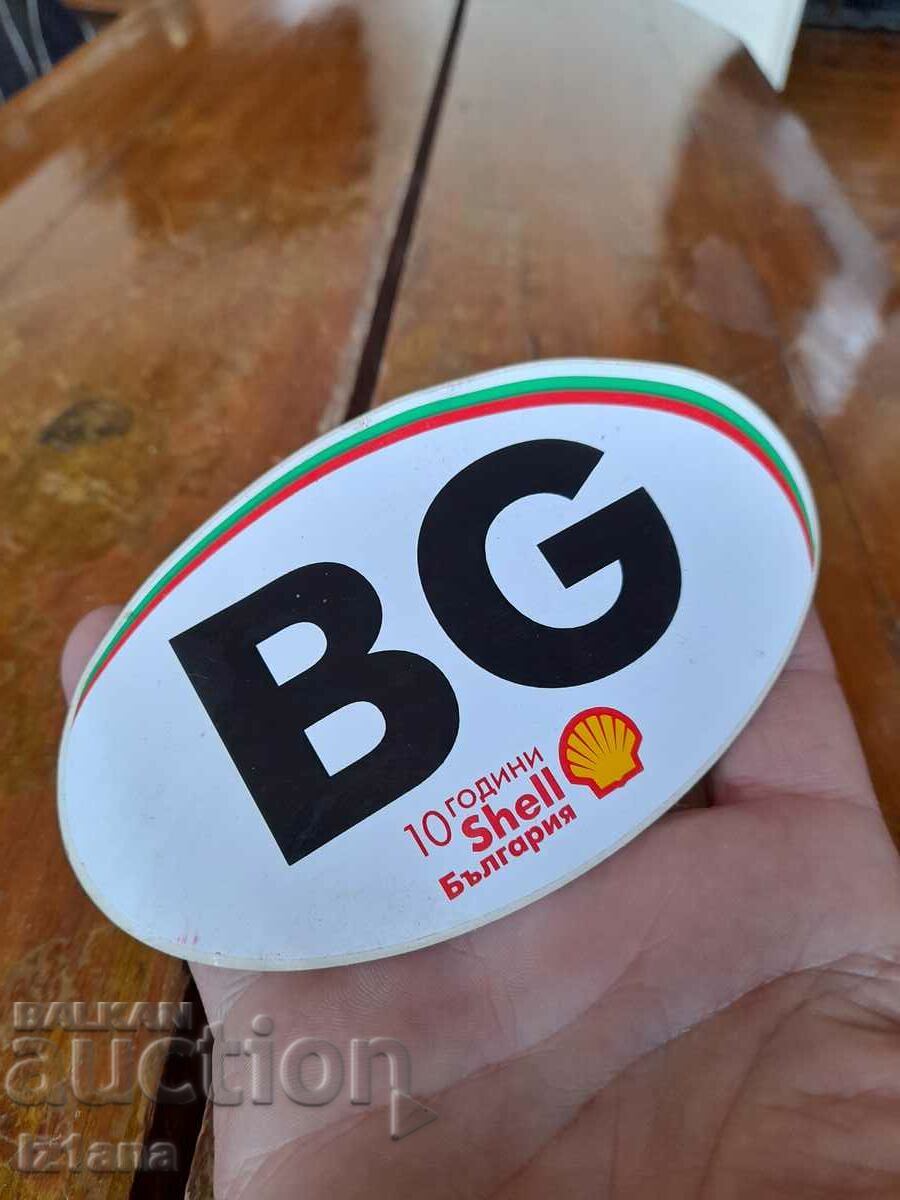 BG
10 години
Shell
България
BALKAN
auction
Iz1ana